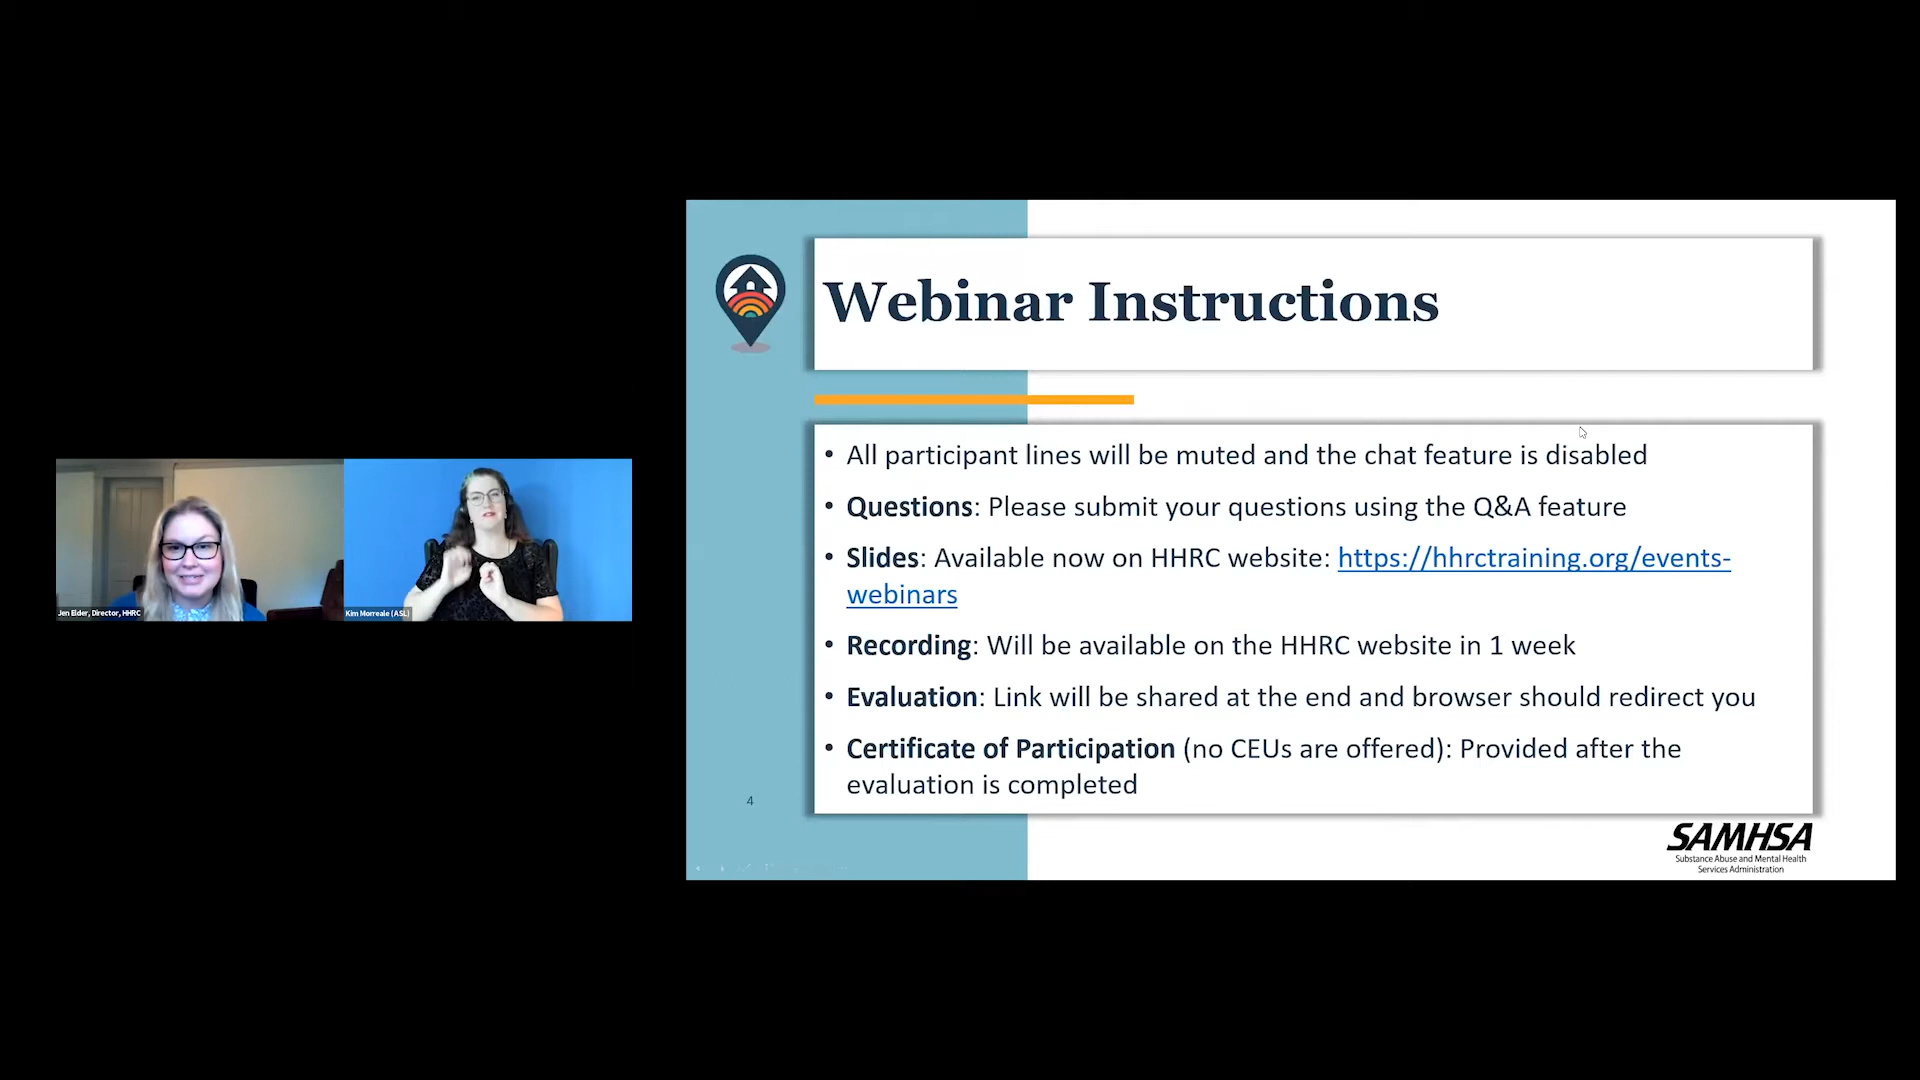 Webinar Instructions
• All participant lines will be muted and the chat feature is disabled
• Questions: Please submit your questions using the Q&A feature
• Slides: Available now on HHRC website: https://hhrctraining.org/events-
webinars
• Recording: Will be available on the HHRC website in 1 week
• Evaluation: Link will be shared at the end and browser should redirect you
• Certificate of Participation (no CEUs are offered): Provided after the
evaluation is completed
4
SAMHSA
Substance Abuse and Mental Health
Services Administration
Jen Elder, Director, HHRC
Kim Morreale (ASL)